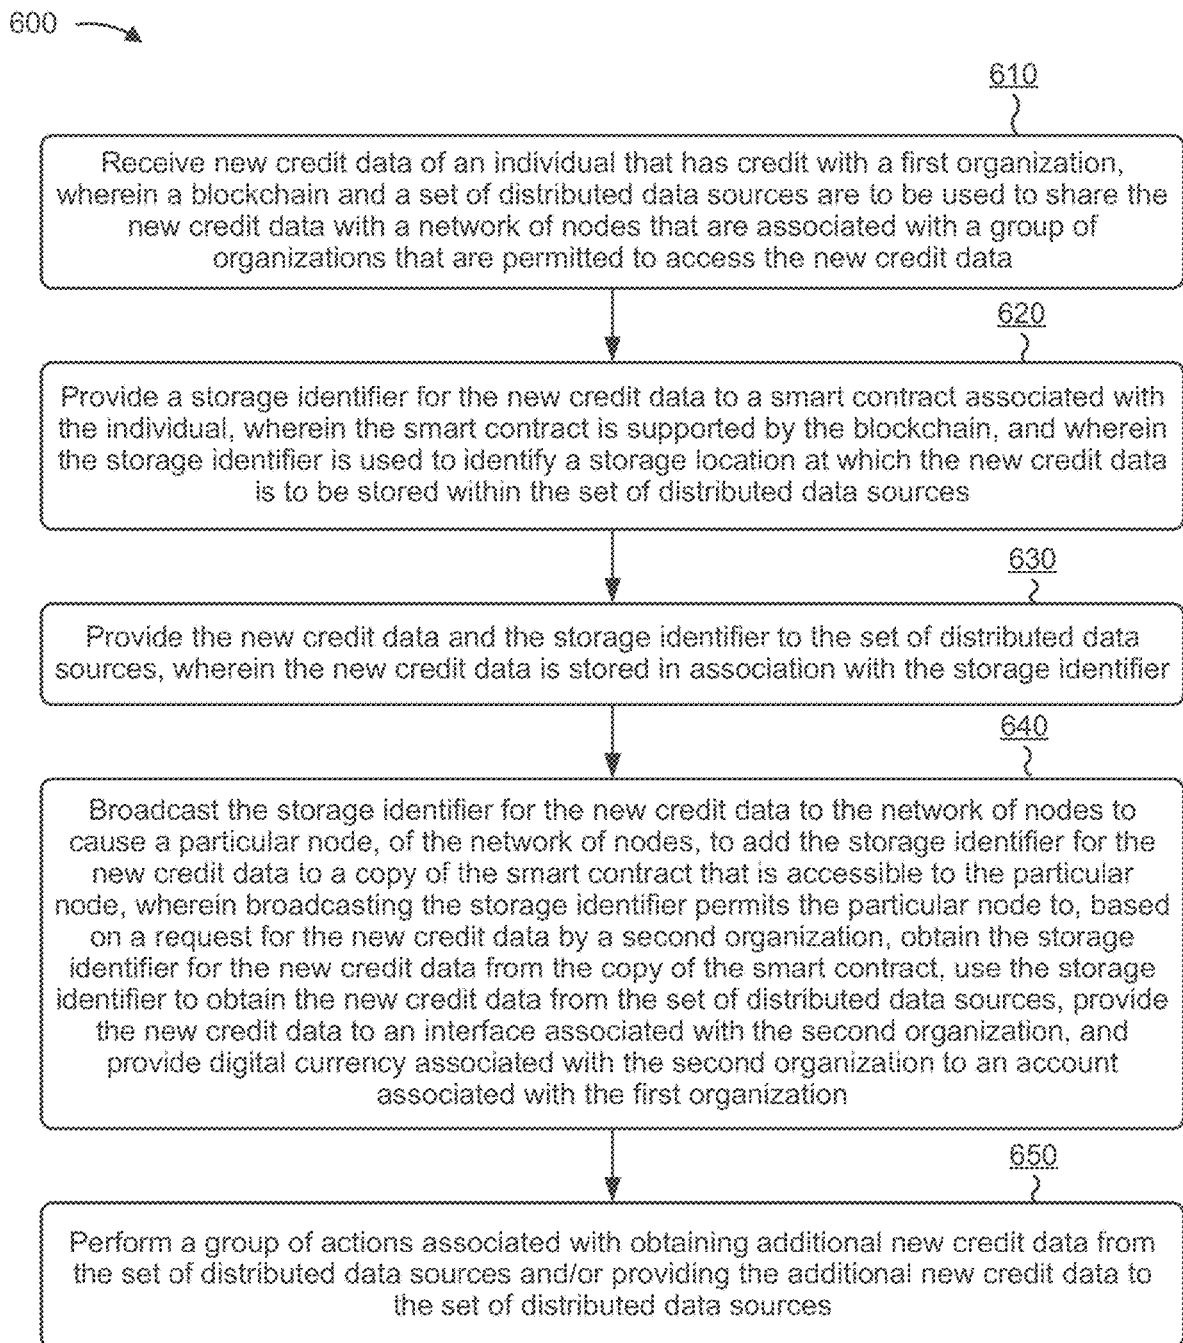 600
610
Receive new credit data of an individual that has credit with a first organization,
wherein a blockchain and a set of distributed data sources are to be used to share the
new credit data with a network of nodes that are associated with a group of
organizations that are permitted to access the new credit data
620
Provide a storage identifier for the new credit data to a smart contract associated with
the individual, wherein the smart contract is supported by the blockchain, and wherein
the storage identifier is used to identify a storage location at which the new credit data
is to be stored within the set of distributed data sources
630
Provide the new credit data and the storage identifier to the set of distributed data
sources, wherein the new credit data is stored in association with the storage identifier
640
Broadcast the storage identifier for the new credit data to the network of nodes to
cause a particular node, of the network of nodes, to add the storage identifier for the
new credit data to a copy of the smart contract that is accessible to the particular
node, wherein broadcasting the storage identifier permits the particular node to, based
on a request for the new credit data by a second organization, obtain the storage
identifier for the new credit data from the copy of the smart contract, use the storage
identifier to obtain the new credit data from the set of distributed data sources, provide
the new credit data to an interface associated with the second organization, and
provide digital currency associated with the second organization to an account
associated with the first organization
650
Perform a group of actions associated with obtaining additional new credit data from
the set of distributed data sources and/or providing the additional new credit data to
the set of distributed data sources